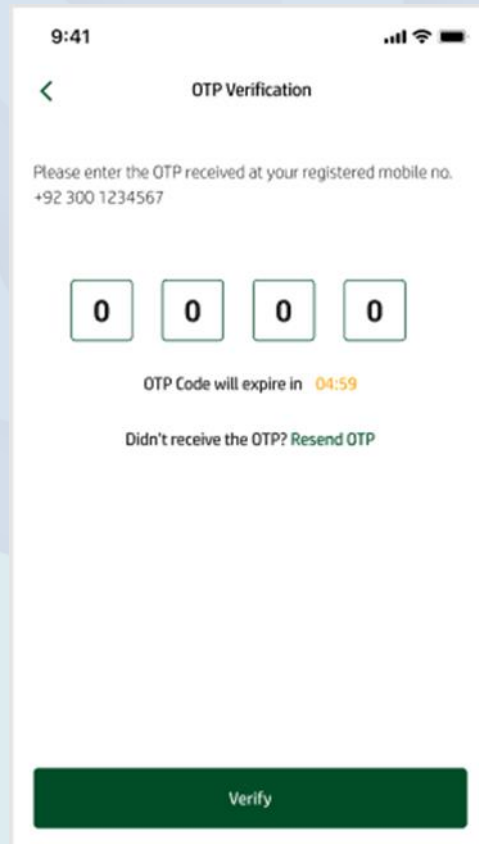 9:41
OTP Verification
Please enter the OTP received at your registered mobile no.
+92 300 1234567
0 0 0 0
OTP Code will expire in 04:59
Didn't receive the OTP? Resend OTP
Verify